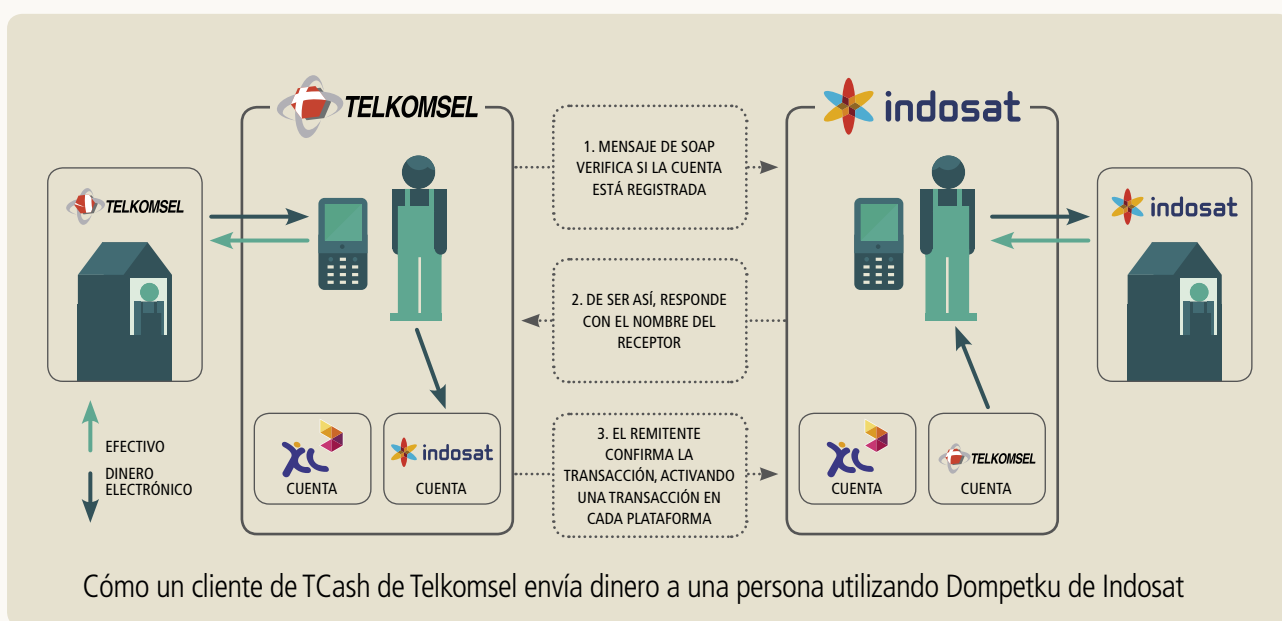 TELKOMSEL
indosat
1. MENSAJE DE SOAP
VERIFICA SI LA CUENTA
ESTÁ REGISTRADA
TELKOMSEL
indosat
2. DE SER ASÍ, RESPONDE
CON EL NOMBRE DEL
RECEPTOR
EFECTIVO
DINERO
ELECTRÓNICO
XL
CUENTA
indosat
CUENTA
3. EL REMITENTE
CONFIRMA LA
TRANSACCIÓN, ACTIVANDO
UNA TRANSACCIÓN EN
CADA PLATAFORMA
XL
CUENTA
TELKOMSEL
CUENTA
Cómo un cliente de TCash de Telkomsel envía dinero a una persona utilizando Dompetku de Indosat